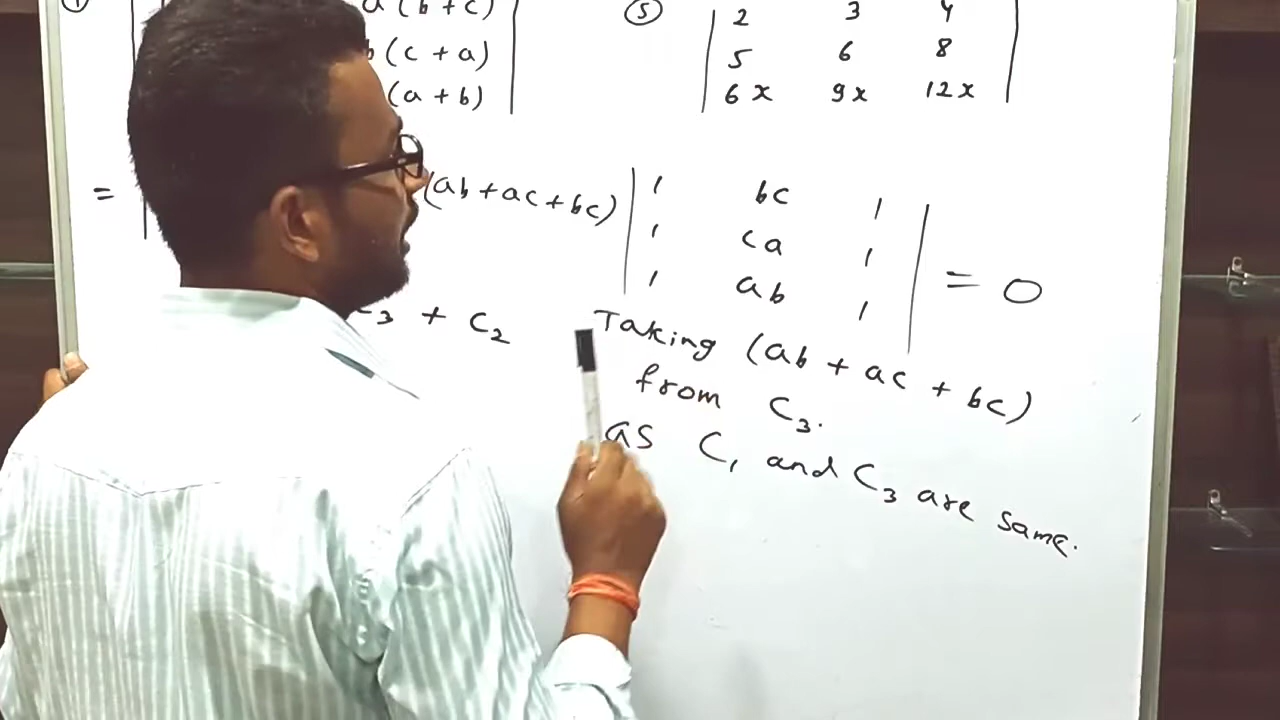 a(b+c)
b(c+a)
(a+b)
= (ab+ac+bc) | 1 bc 1 |
| 1 ca 1 | = 0
| 1 ab 1 |
C3 + C2
Taking (ab + ac + bc)
from C3.
as C1 and C3 are same.
5
2 3 4
5 6 8
6x 9x 12x